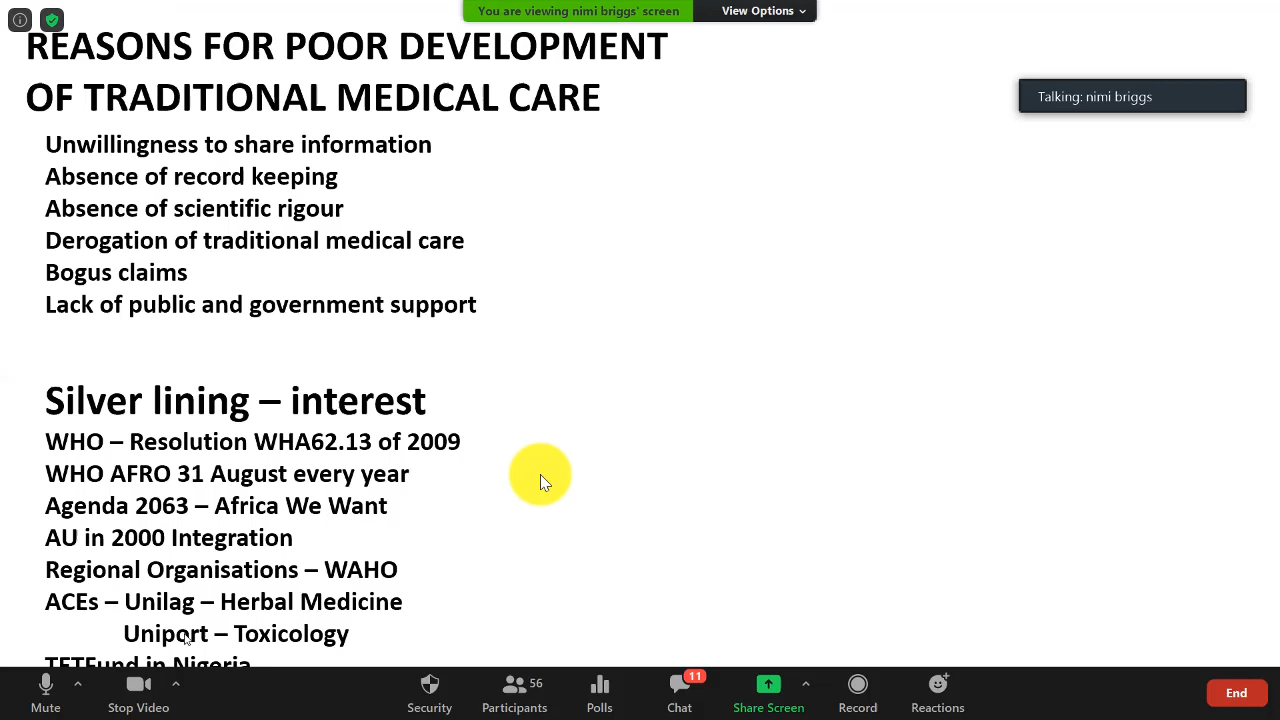 You are viewing nimi briggs' screen
View Options
REASONS FOR POOR DEVELOPMENT
OF TRADITIONAL MEDICAL CARE
Talking: nimi briggs
Unwillingness to share information
Absence of record keeping
Absence of scientific rigour
Derogation of traditional medical care
Bogus claims
Lack of public and government support
Silver lining – interest
WHO – Resolution WHA62.13 of 2009
WHO AFRO 31 August every year
Agenda 2063 – Africa We Want
AU in 2000 Integration
Regional Organisations – WAHO
ACEs – Unilag – Herbal Medicine
Uniport – Toxicology
TETFund in Nigeria
56
11
Mute
Stop Video
Security
Participants
Polls
Chat
Share Screen
Record
Reactions
End